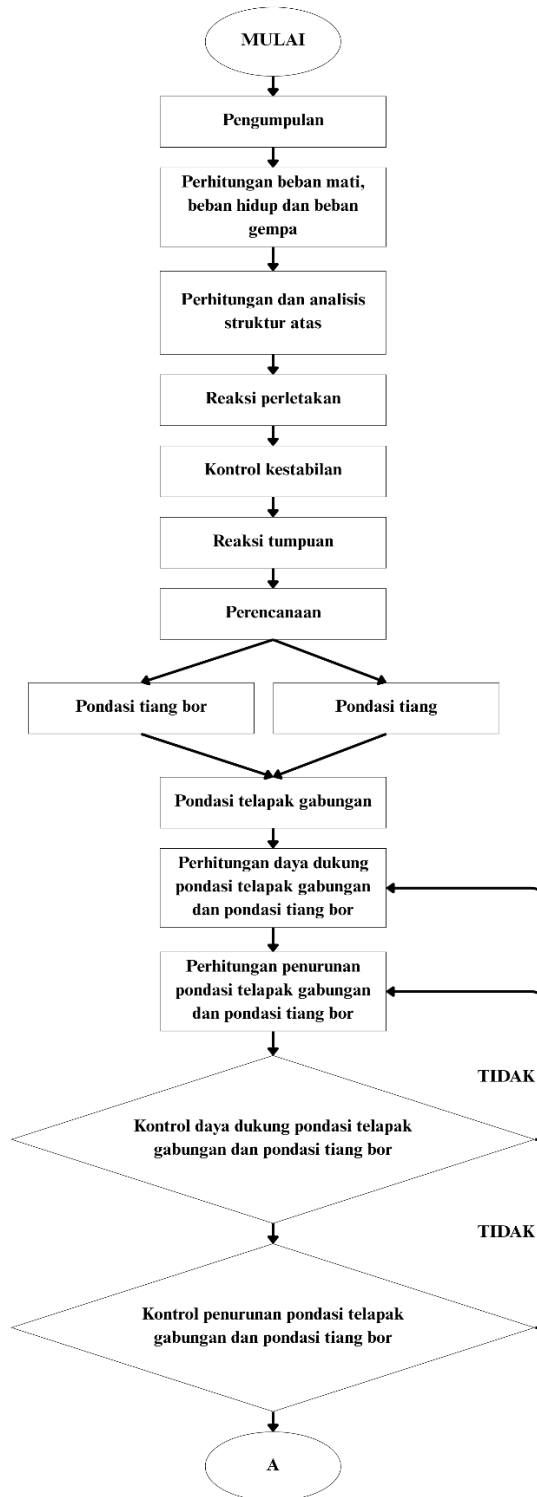 MULAI
Pengumpulan
Perhitungan beban mati,
beban hidup dan beban
gempa
Perhitungan dan analisis
struktur atas
Reaksi perletakan
Kontrol kestabilan
Reaksi tumpuan
Perencanaan
Pondasi tiang bor
Pondasi tiang
Pondasi telapak gabungan
Perhitungan daya dukung
pondasi telapak gabungan
dan pondasi tiang bor
Perhitungan penurunan
pondasi telapak gabungan
dan pondasi tiang bor
TIDAK
Kontrol daya dukung pondasi telapak
gabungan dan pondasi tiang bor
TIDAK
Kontrol penurunan pondasi telapak
gabungan dan pondasi tiang bor
A